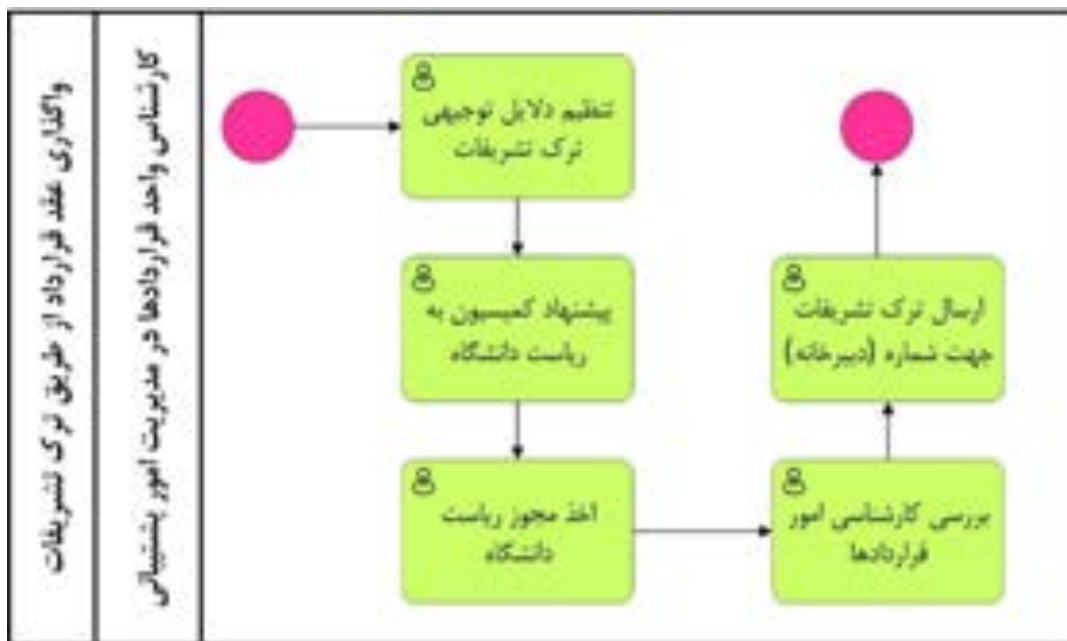 واگذاری عقد قرارداد از طریق ترک تشریفات
کارشناس واحد قراردادها در مدیریت امور پشتیبانی
تنظیم دلایل توجیهی
ترک تشریفات
پیشنهاد کمیسیون به
ریاست دانشگاه
اخذ مجوز ریاست
دانشگاه
بررسی کارشناسی امور
قراردادها
ارسال ترک تشریفات
جهت شماره (دبیرخانه)